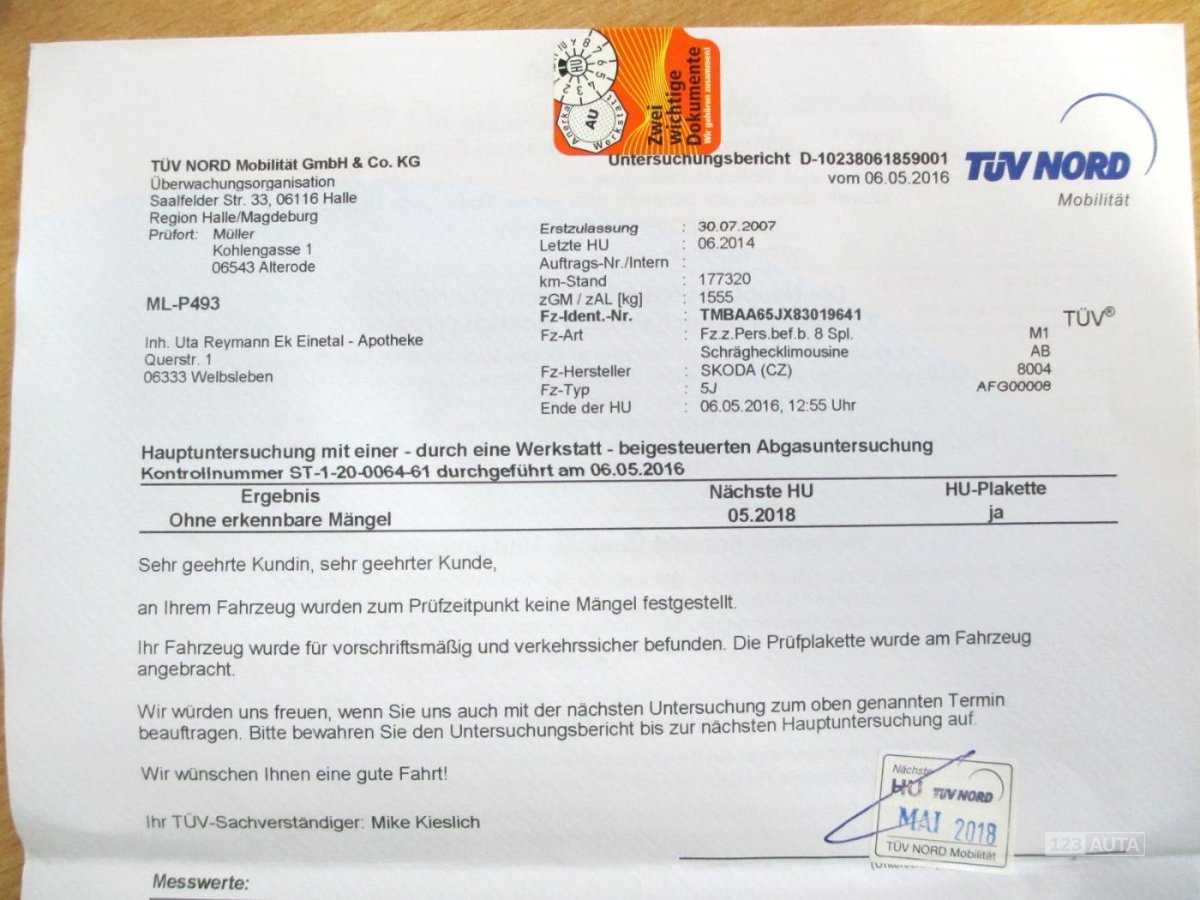 Zwei
wichtige
Dokumente
Wir gehören zusammen!
HU
AU
Werkstatt
TÜV NORD Mobilität GmbH & Co. KG
Überwachungsorganisation
Saalfelder Str. 33, 06116 Halle
Region Halle/Magdeburg
Prüfort: Müller
Kohlengasse 1
06543 Alterode
ML-P493
Inh. Uta Reymann Ek Einetal - Apotheke
Querstr. 1
06333 Welbsleben
Untersuchungsbericht D-10238061859001
vom 06.05.2016
TÜV NORD
Mobilität
Erstzulassung : 30.07.2007
Letzte HU : 06.2014
Auftrags-Nr./Intern :
km-Stand : 177320
zGM / zAL [kg] : 1555
Fz-Ident.-Nr. : TMBAA65JX83019641
TÜV®
Fz-Art : Fz.z.Pers.bef.b. 8 Spl. M1
Schräghecklimousine AB
Fz-Hersteller : SKODA (CZ) 8004
Fz-Typ : 5J AFG00008
Ende der HU : 06.05.2016, 12:55 Uhr
Hauptuntersuchung mit einer - durch eine Werkstatt - beigesteuerten Abgasuntersuchung
Kontrollnummer ST-1-20-0064-61 durchgeführt am 06.05.2016
Ergebnis Nächste HU HU-Plakette
Ohne erkennbare Mängel 05.2018 ja
Sehr geehrte Kundin, sehr geehrter Kunde,
an Ihrem Fahrzeug wurden zum Prüfzeitpunkt keine Mängel festgestellt.
Ihr Fahrzeug wurde für vorschriftsmäßig und verkehrssicher befunden. Die Prüfplakette wurde am Fahrzeug
angebracht.
Wir würden uns freuen, wenn Sie uns auch mit der nächsten Untersuchung zum oben genannten Termin
beauftragen. Bitte bewahren Sie den Untersuchungsbericht bis zur nächsten Hauptuntersuchung auf.
Wir wünschen Ihnen eine gute Fahrt!
Ihr TÜV-Sachverständiger: Mike Kieslich
Nächste
HU TÜV NORD
MAI 2018
TÜV NORD Mobilität
123 AUTA
Messwerte: